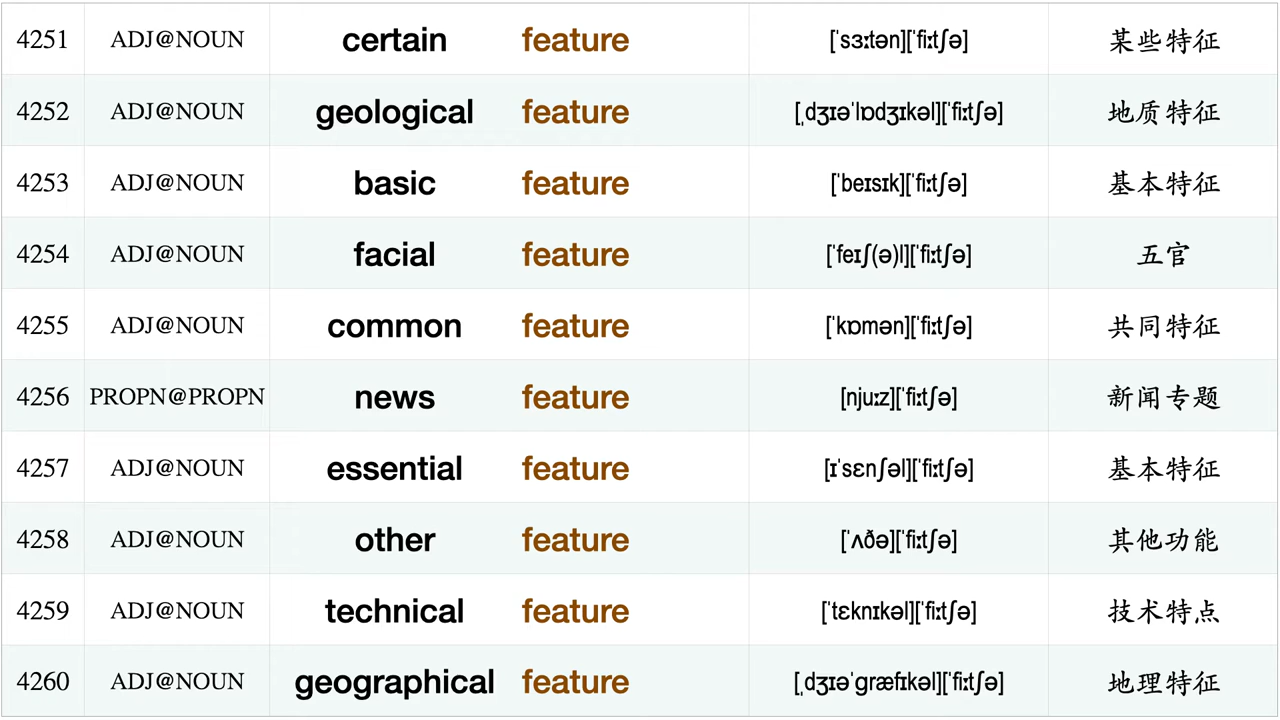 4251 ADJ@NOUN certain feature [ˈsɜːtən][ˈfiːtʃə] 某些特征
4252 ADJ@NOUN geological feature [ˌdʒɪəˈlɒdʒɪkəl][ˈfiːtʃə] 地质特征
4253 ADJ@NOUN basic feature [ˈbeɪsɪk][ˈfiːtʃə] 基本特征
4254 ADJ@NOUN facial feature [ˈfeɪʃ(ə)l][ˈfiːtʃə] 五官
4255 ADJ@NOUN common feature [ˈkɒmən][ˈfiːtʃə] 共同特征
4256 PROPN@PROPN news feature [njuːz][ˈfiːtʃə] 新闻专题
4257 ADJ@NOUN essential feature [ɪˈsɛnʃəl][ˈfiːtʃə] 基本特征
4258 ADJ@NOUN other feature [ˈʌðə][ˈfiːtʃə] 其他功能
4259 ADJ@NOUN technical feature [ˈtɛknɪkəl][ˈfiːtʃə] 技术特点
4260 ADJ@NOUN geographical feature [ˌdʒɪəˈɡræfɪkəl][ˈfiːtʃə] 地理特征